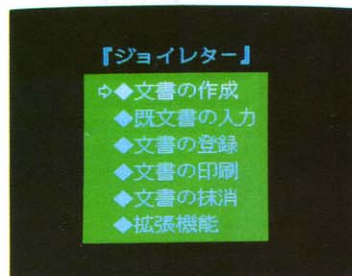 『ジョイレター』
⇨◆文書の作成
◆既文書の入力
◆文書の登録
◆文書の印刷
◆文書の抹消
◆拡張機能